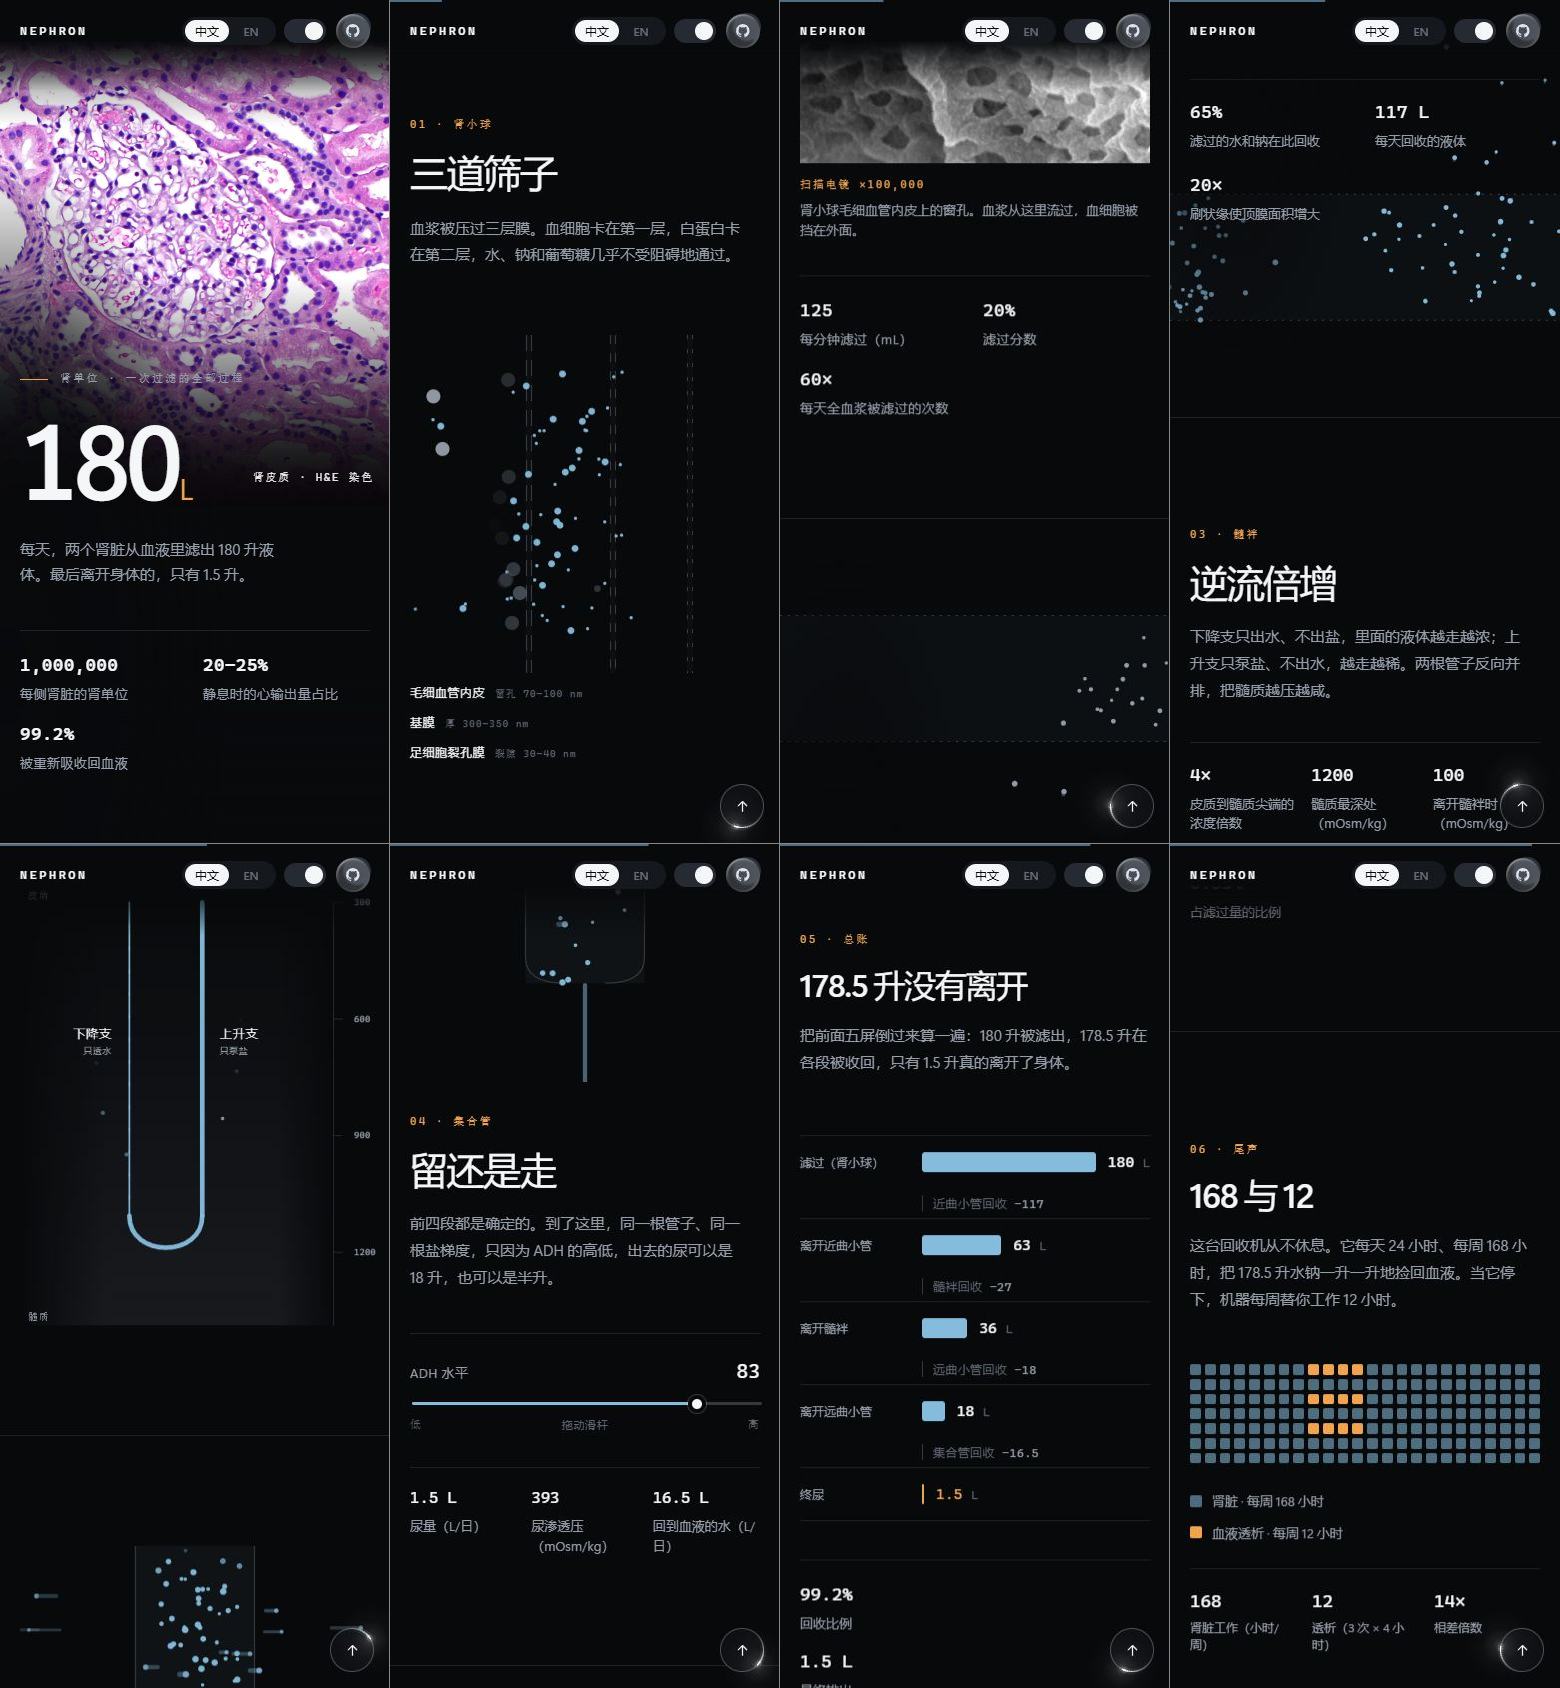 NEPHRON
中文 EN
肾单位 · 一次过滤的全部过程
180L
肾皮质 · H&E 染色
每天，两个肾脏从血液里滤出 180 升液
体。最后离开身体的，只有 1.5 升。
1,000,000
每侧肾脏的肾单位
20–25%
静息时的心输出量占比
99.2%
被重新吸收回血液
NEPHRON
中文 EN
01 · 肾小球
三道筛子
血浆被压过三层膜。血细胞卡在第一层，白蛋白卡
在第二层，水、钠和葡萄糖几乎不受阻碍地通过。
毛细血管内皮 窗孔 70–100 nm
基膜 厚 300–350 nm
足细胞裂孔膜 裂隙 30–40 nm
NEPHRON
中文 EN
扫描电镜 ×100,000
肾小球毛细血管内皮上的窗孔。血浆从这里流过，血细胞被
挡在外面。
125
每分钟滤过（mL）
20%
滤过分数
60×
每天全血浆被滤过的次数
NEPHRON
中文 EN
65%
滤过的水和钠在此回收
117 L
每天回收的液体
20×
刷状缘使顶膜面积增大
03 · 髓袢
逆流倍增
下降支只出水、不出盐，里面的液体越走越浓；上
升支只泵盐、不出水，越走越稀。两根管子反向并
排，把髓质越压越咸。
4×
皮质到髓质尖端的
浓度倍数
1200
髓质最深处
（mOsm/kg）
100
离开髓袢时
（mOsm/kg）
NEPHRON
中文 EN
皮质
300
600
下降支
只透水
上升支
只泵盐
900
1200
髓质
NEPHRON
中文 EN
04 · 集合管
留还是走
前四段都是确定的。到了这里，同一根管子、同一
根盐梯度，只因为 ADH 的高低，出去的尿可以是
18 升，也可以是半升。
ADH 水平 83
低 拖动滑杆 高
1.5 L
尿量（L/日）
393
尿渗透压
（mOsm/kg）
16.5 L
回到血液的水（L/
日）
NEPHRON
中文 EN
05 · 总账
178.5 升没有离开
把前面五屏倒过来算一遍：180 升被滤出，178.5 升在
各段被收回，只有 1.5 升真的离开了身体。
滤过（肾小球） 180 L
近曲小管回收 −117
离开近曲小管 63 L
髓袢回收 −27
离开髓袢 36 L
远曲小管回收 −18
离开远曲小管 18 L
集合管回收 −16.5
终尿 1.5 L
99.2%
回收比例
1.5 L
NEPHRON
中文 EN
占滤过量的比例
06 · 尾声
168 与 12
这台回收机从不休息。它每天 24 小时、每周 168 小
时，把 178.5 升水钠一升一升地捡回血液。当它停
下，机器每周替你工作 12 小时。
肾脏 · 每周 168 小时
血液透析 · 每周 12 小时
168
肾脏工作（小时/
周）
12
透析（3 次 × 4 小
时）
14×
相差倍数